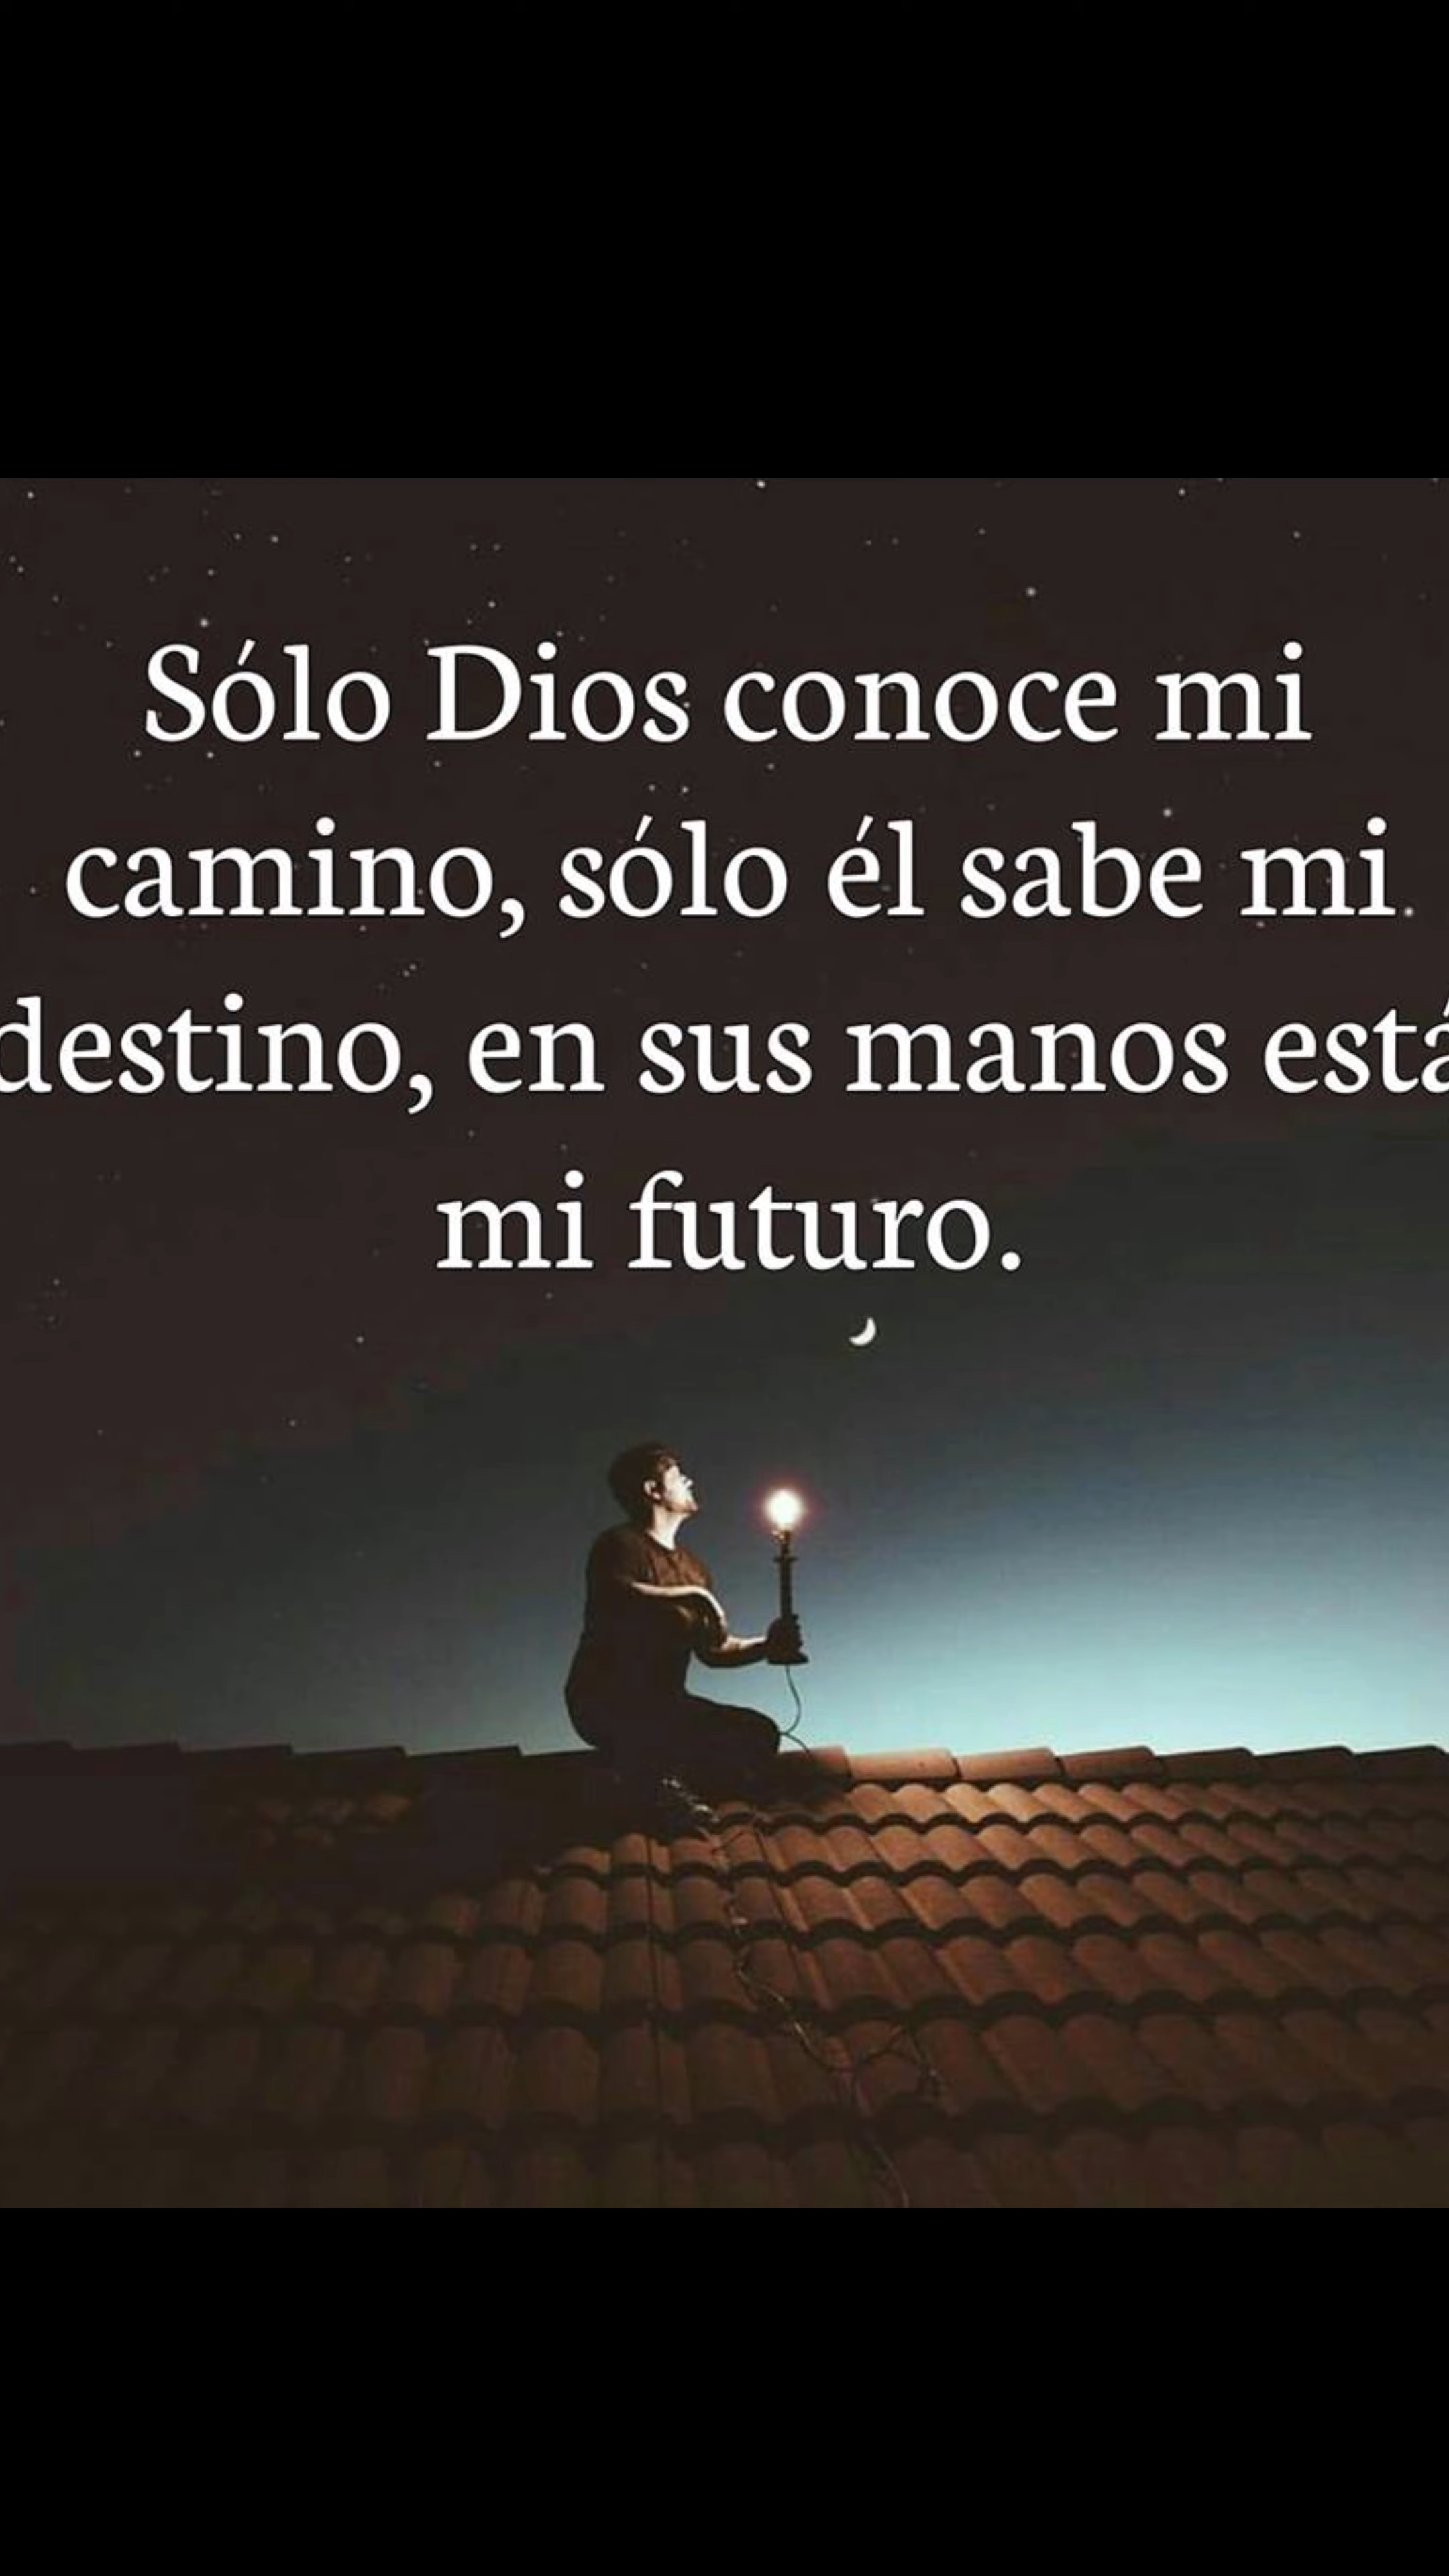 Sólo Dios conoce mi
camino, sólo él sabe mi
destino, en sus manos está
mi futuro.